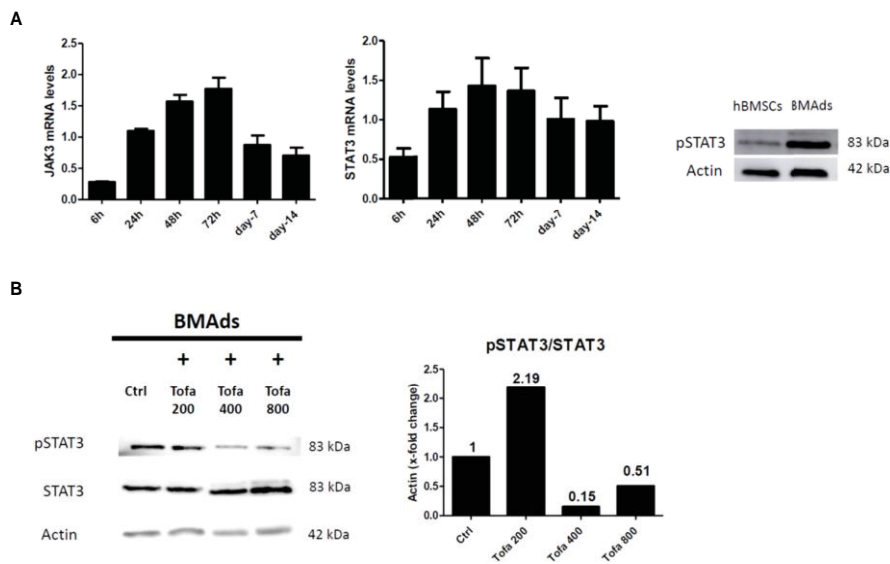 A
JAK3 mRNA levels
2.5
2.0
1.5
1.0
0.5
0.0
6h
24h
48h
72h
day-7
day-14
STAT3 mRNA levels
2.0
1.5
1.0
0.5
0.0
6h
24h
48h
72h
day-7
day-14
hBMSCs BMAds
pSTAT3 83 kDa
Actin 42 kDa
B
BMAds
+ + +
Ctrl Tofa Tofa Tofa
200 400 800
pSTAT3 83 kDa
STAT3 83 kDa
Actin 42 kDa
pSTAT3/STAT3
Actin (x-fold change)
2.5
2.0
1.5
1.0
0.5
0.0
1
2.19
0.15
0.51
Ctrl
Tofa 200
Tofa 400
Tofa 800